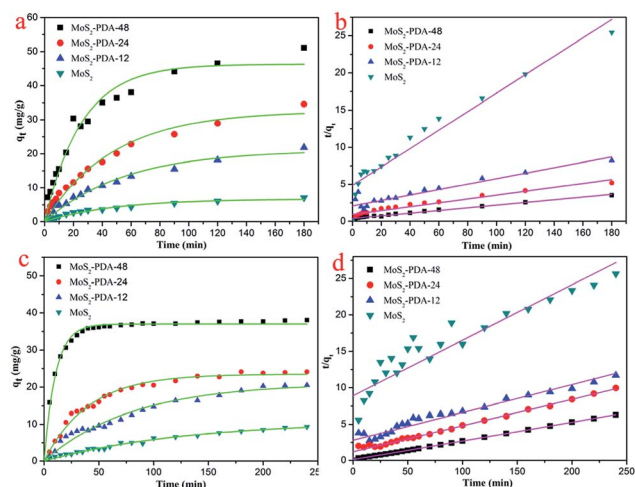 a
MoS2-PDA-48
MoS2-PDA-24
MoS2-PDA-12
MoS2
qt (mg/g)
60
50
40
30
20
10
0
0 20 40 60 80 100 120 140 160 180
Time (min)
b
MoS2-PDA-48
MoS2-PDA-24
MoS2-PDA-12
MoS2
t/qt
25
20
15
10
5
0
0 20 40 60 80 100 120 140 160 180
Time (min)
c
MoS2-PDA-48
MoS2-PDA-24
MoS2-PDA-12
MoS2
qt (mg/g)
50
40
30
20
10
0
0 50 100 150 200 25
Time (min)
d
MoS2-PDA-48
MoS2-PDA-24
MoS2-PDA-12
MoS2
t/qt
25
20
15
10
5
0
0 50 100 150 200 250
Time (min)